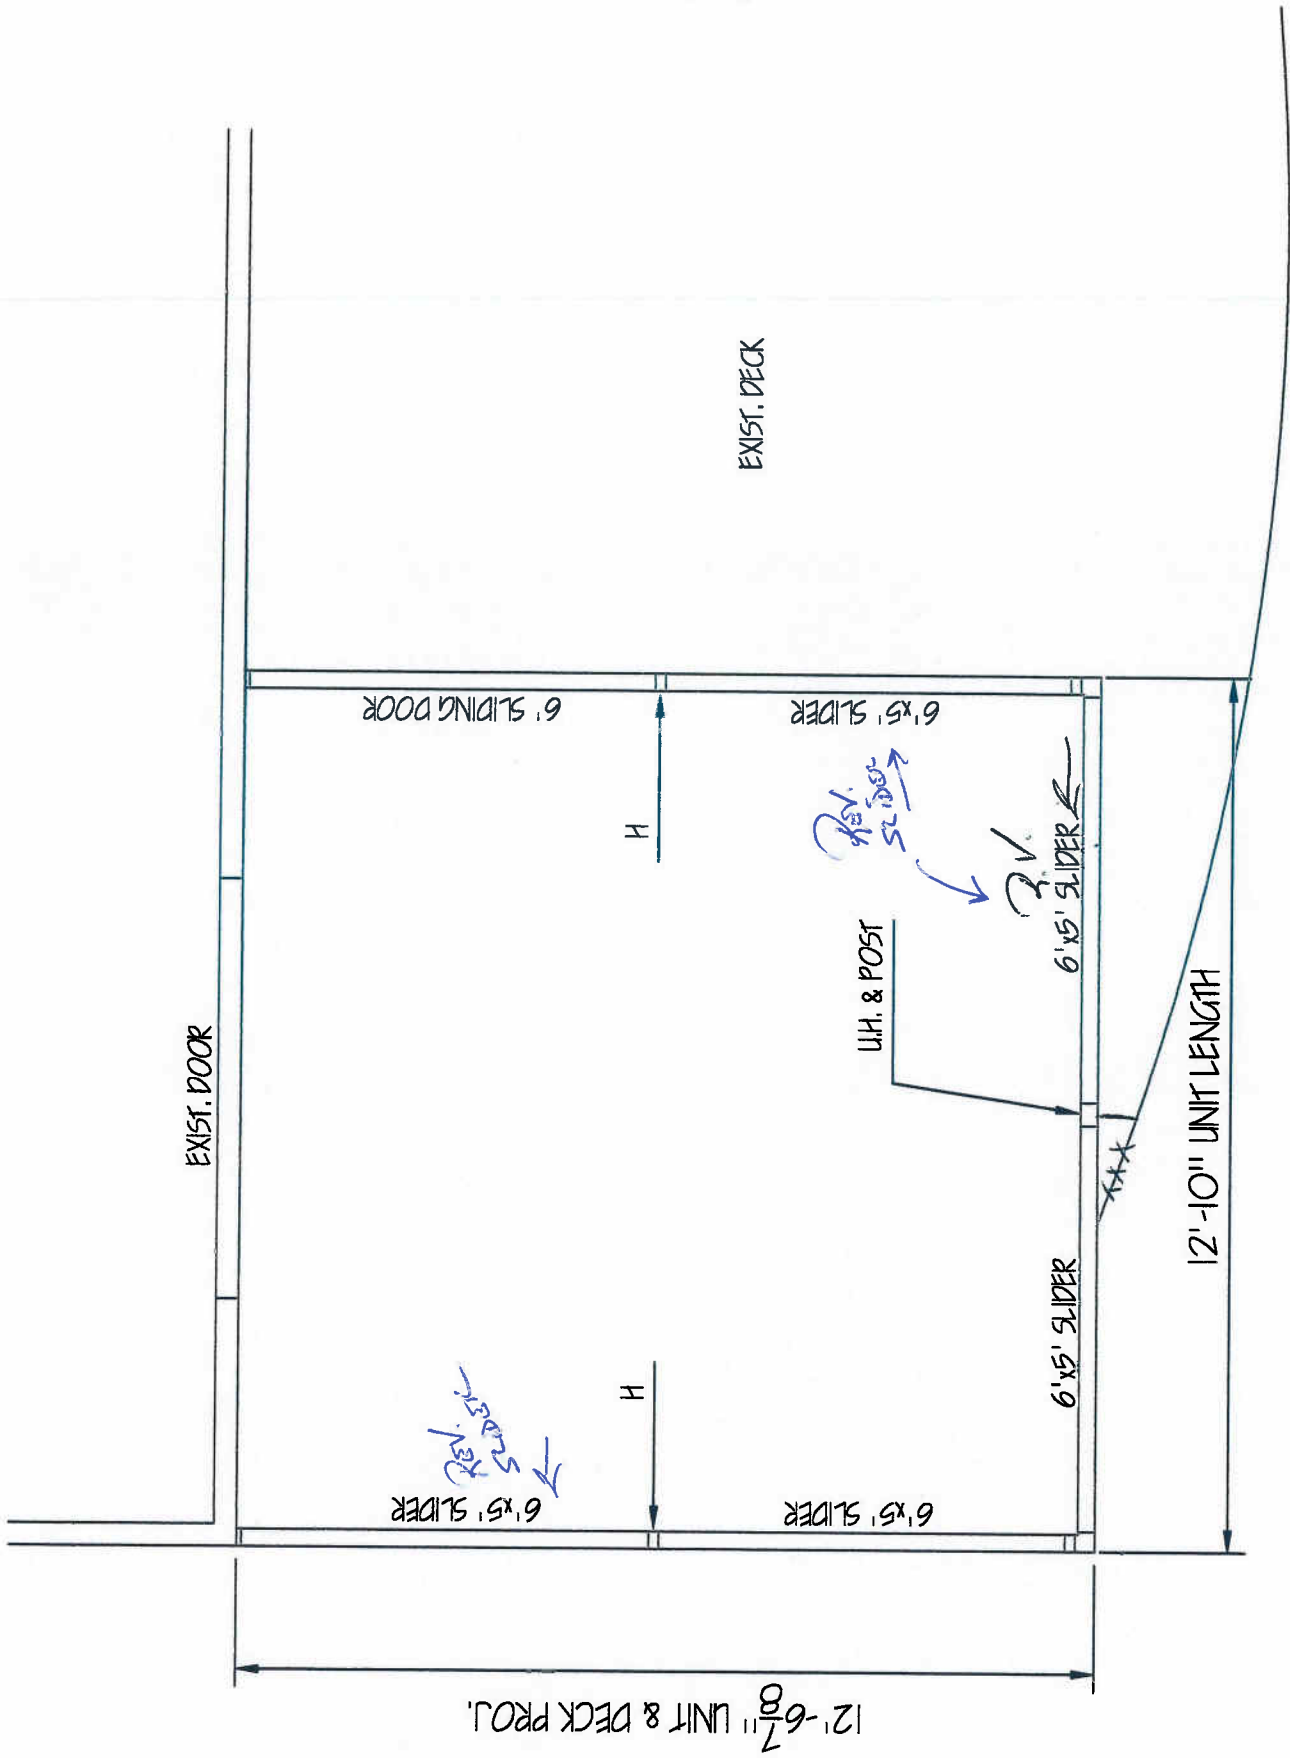 EXIST. DOOR
EXIST. DECK
6' SLIDING DOOR
6'x5' SLIDER
H
REV.
SLIDER
REV.
SLIDER
6'x5' SLIDER
H
6'x5' SLIDER
U.H. & POST
6'x5' SLIDER
6'x5' SLIDER
12'-10" UNIT LENGTH
12'-6 7/8" UNIT & DECK PROJ.